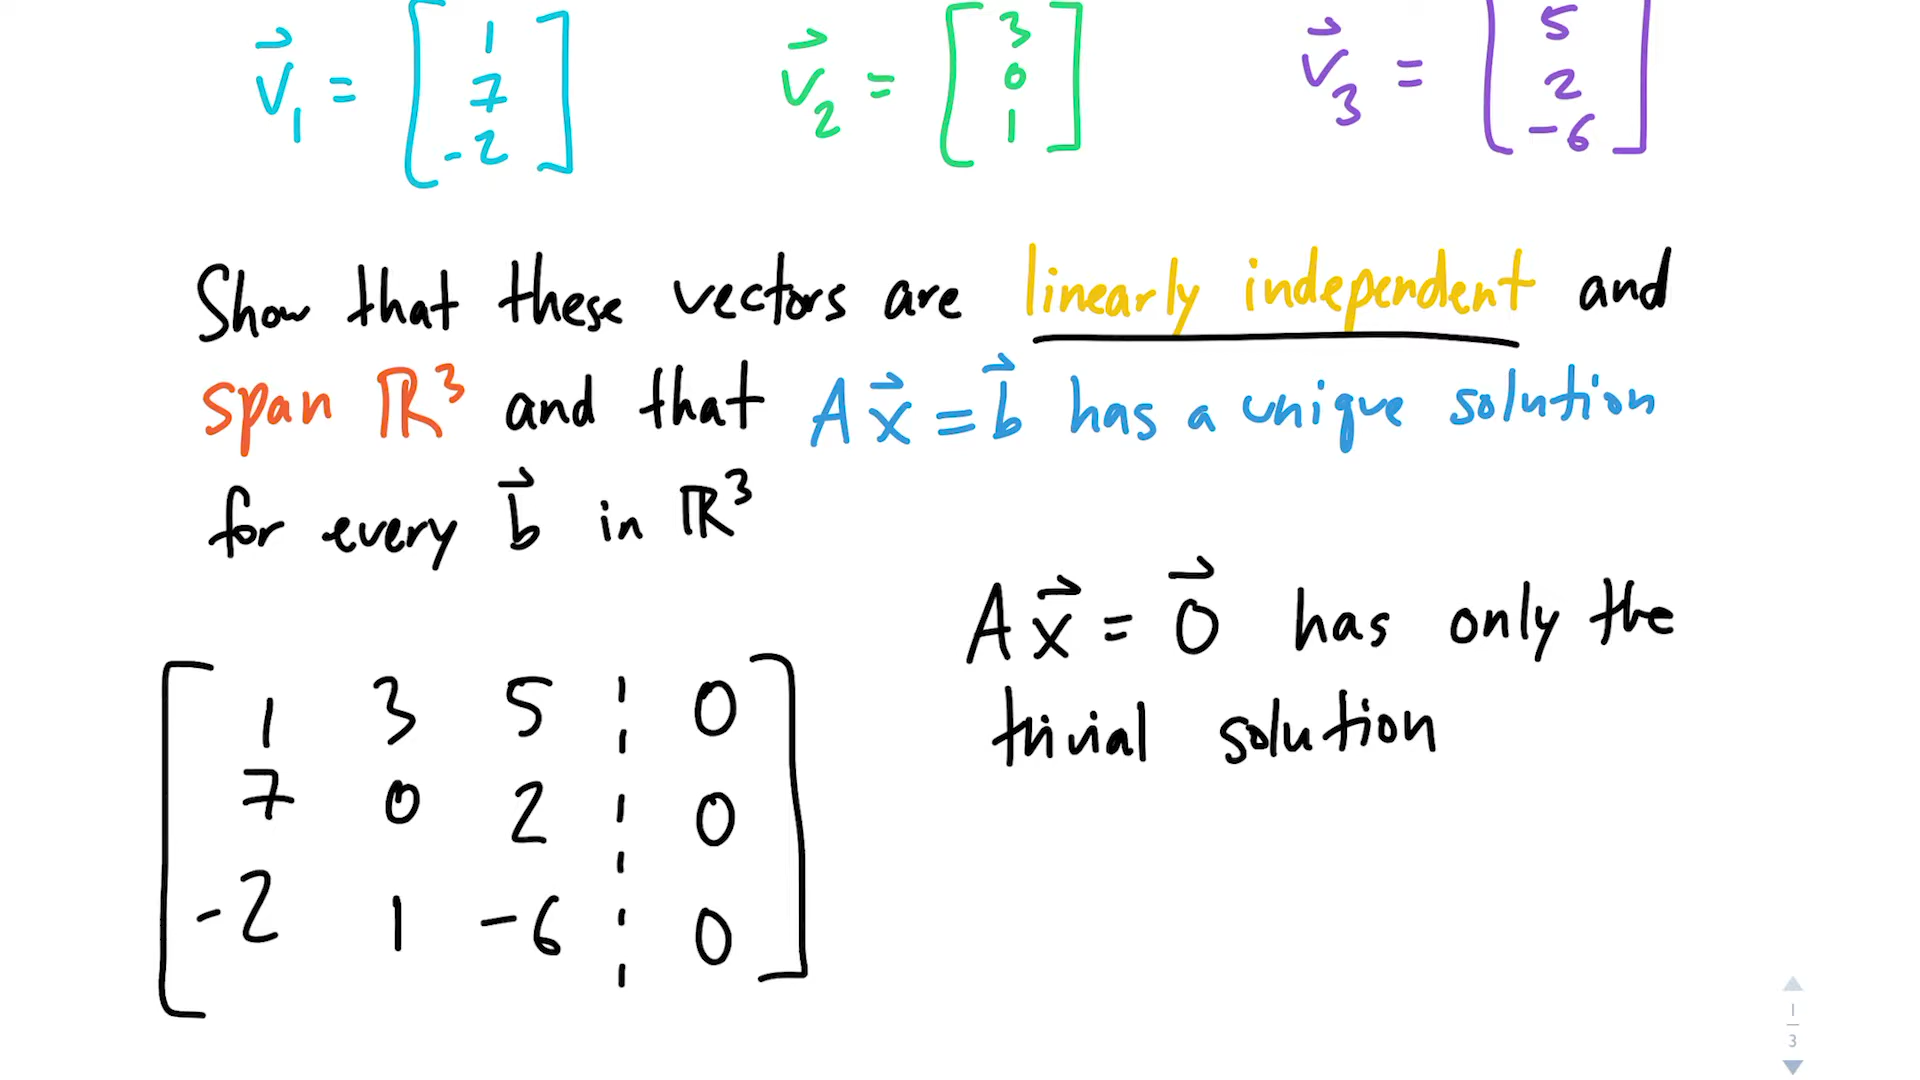 v⃗₁ = [1 7 -2] v⃗₂ = [3 0 1] v⃗₃ = [5 2 -6]
Show that these vectors are linearly independent and
span ℝ³ and that Ax⃗ = b⃗ has a unique solution
for every b⃗ in ℝ³
Ax⃗ = 0⃗ has only the
trivial solution
1 3 5 ¦ 0
7 0 2 ¦ 0
-2 1 -6 ¦ 0
1
3